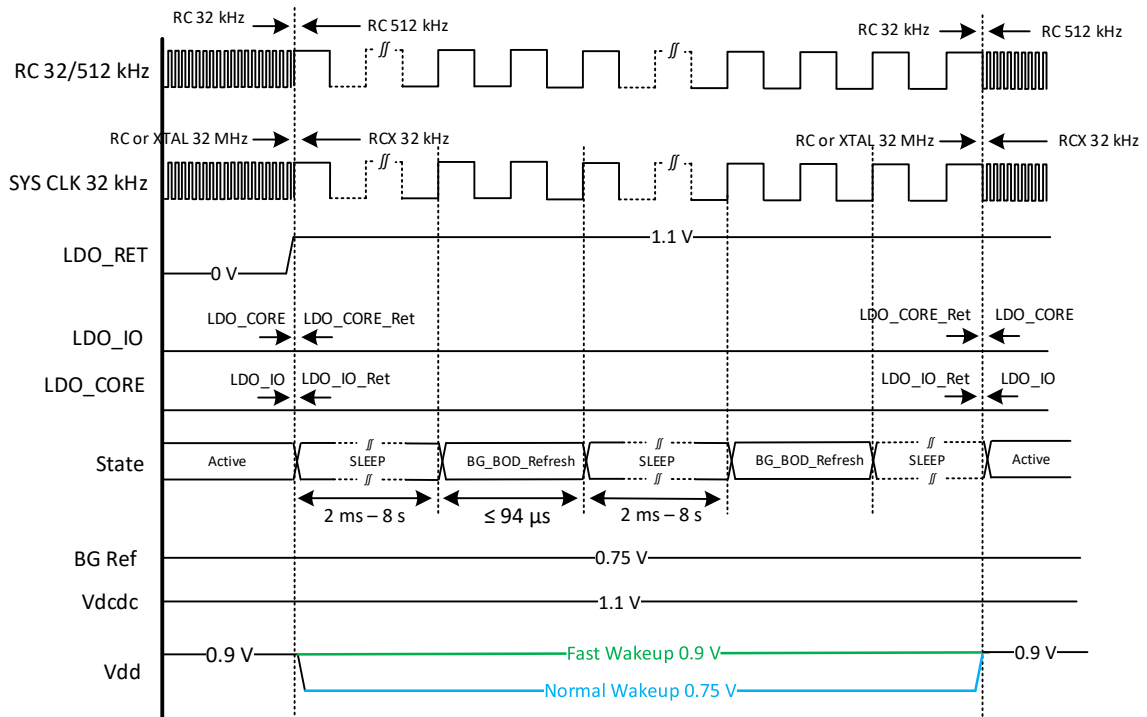 RC 32 kHz
RC 512 kHz
RC 32 kHz
RC 512 kHz
RC 32/512 kHz
∬
∬
RC or XTAL 32 MHz
RCX 32 kHz
RC or XTAL 32 MHz
RCX 32 kHz
SYS CLK 32 kHz
∬
∬
LDO_RET
0 V
1.1 V
LDO_IO
LDO_CORE
LDO_CORE_Ret
LDO_CORE_Ret
LDO_CORE
LDO_CORE
LDO_IO
LDO_IO_Ret
LDO_IO_Ret
LDO_IO
State
Active
SLEEP
BG_BOD_Refresh
SLEEP
BG_BOD_Refresh
SLEEP
Active
2 ms – 8 s
≤ 94 µs
2 ms – 8 s
BG Ref
0.75 V
Vdcdc
1.1 V
Vdd
0.9 V
Fast Wakeup 0.9 V
0.9 V
Normal Wakeup 0.75 V